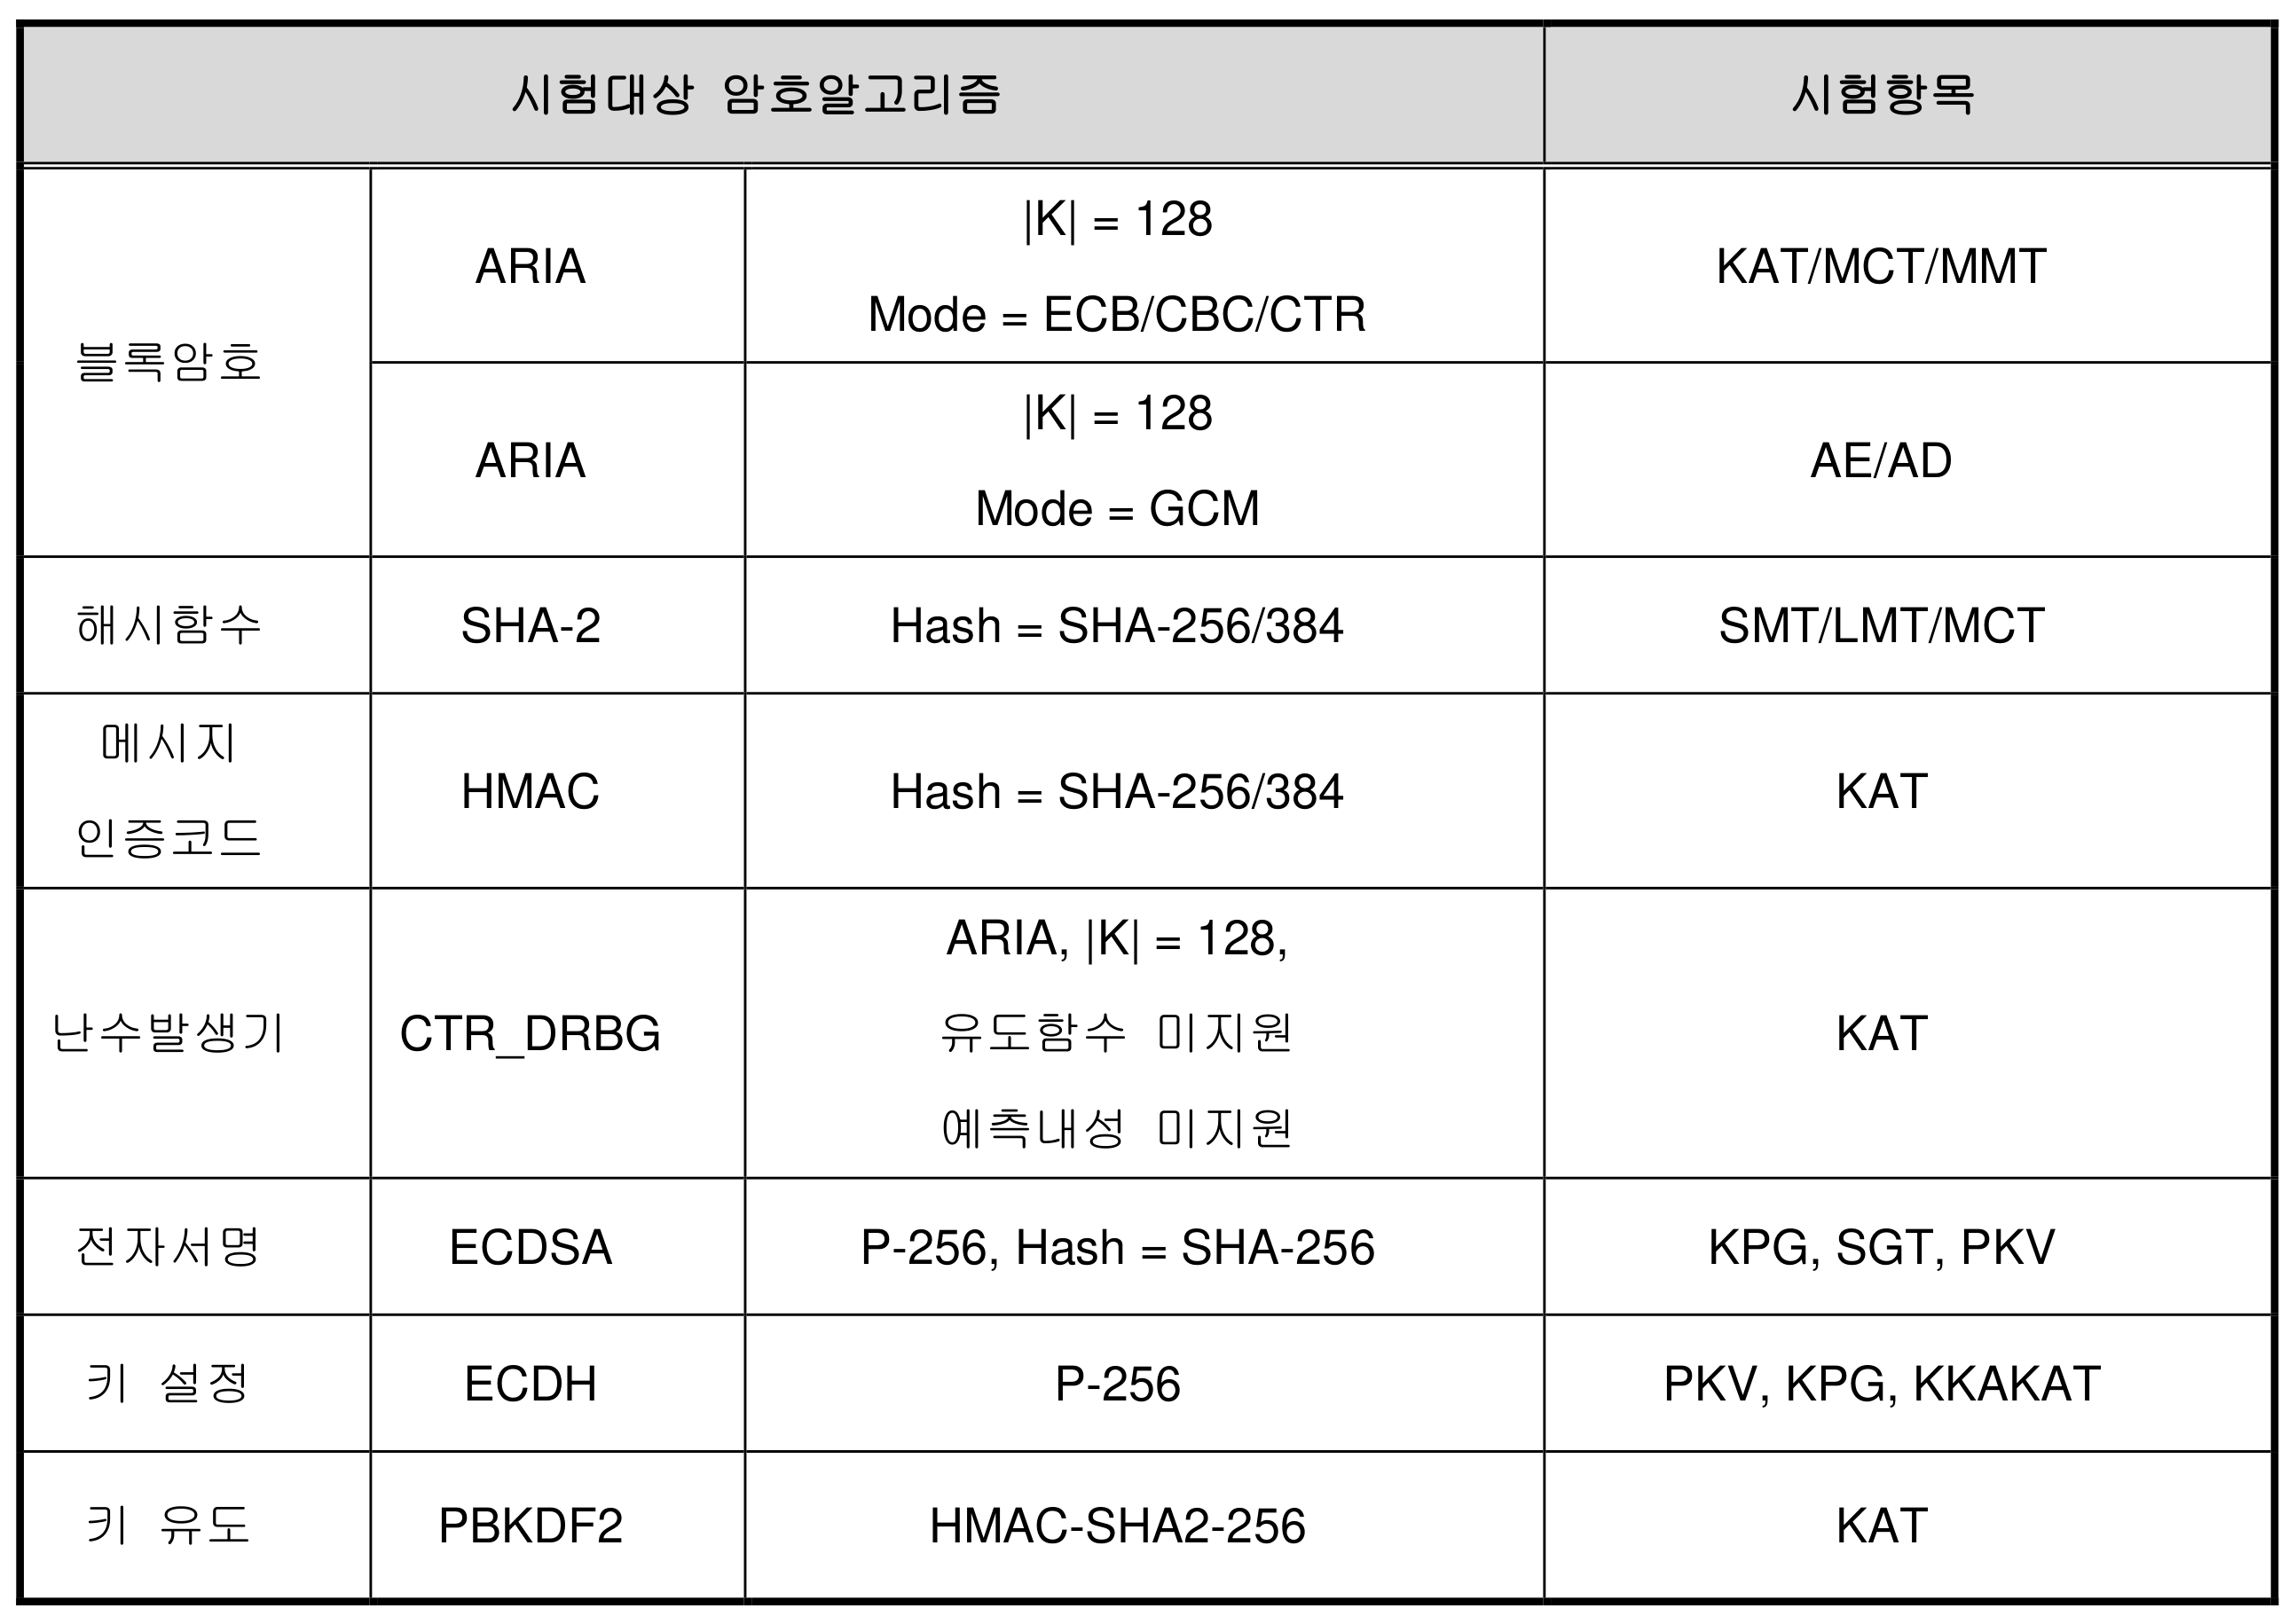 시험대상 암호알고리즘 시험항목
블록암호
ARIA
|K| = 128
Mode = ECB/CBC/CTR
KAT/MCT/MMT
ARIA
|K| = 128
Mode = GCM
AE/AD
해시함수 SHA-2 Hash = SHA-256/384 SMT/LMT/MCT
메시지
인증코드
HMAC Hash = SHA-256/384 KAT
난수발생기 CTR_DRBG
ARIA, |K| = 128,
유도함수 미지원
예측내성 미지원
KAT
전자서명 ECDSA P-256, Hash = SHA-256 KPG, SGT, PKV
키 설정 ECDH P-256 PKV, KPG, KKAKAT
키 유도 PBKDF2 HMAC-SHA2-256 KAT